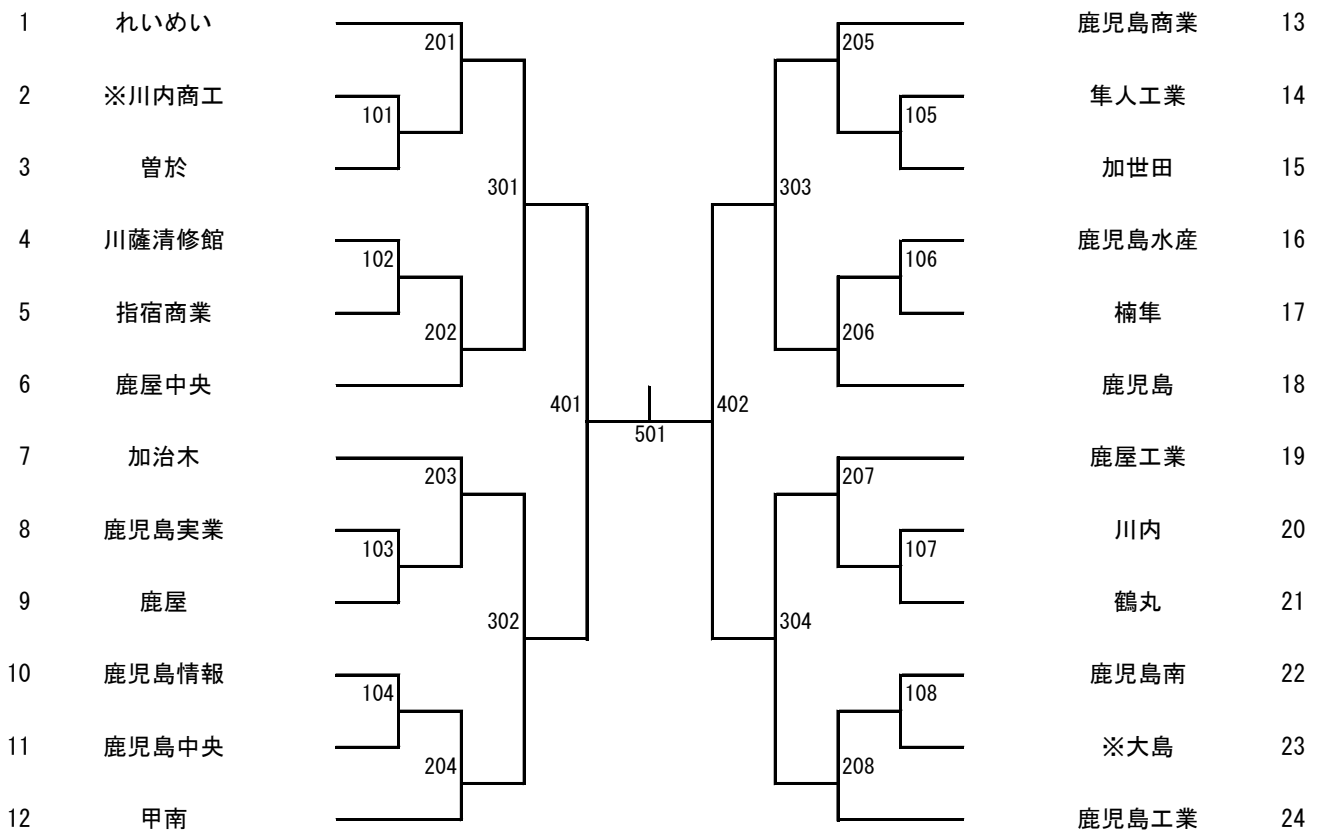 1 れいめい 鹿児島商業 13
201 205
2 ※川内商工 隼人工業 14
101 105
3 曽於 加世田 15
301 303
4 川薩清修館 鹿児島水産 16
102 106
5 指宿商業 楠隼 17
202 206
6 鹿屋中央 鹿児島 18
401 402
501
7 加治木 鹿屋工業 19
203 207
8 鹿児島実業 川内 20
103 107
9 鹿屋 鶴丸 21
302 304
10 鹿児島情報 鹿児島南 22
104 108
11 鹿児島中央 ※大島 23
204 208
12 甲南 鹿児島工業 24